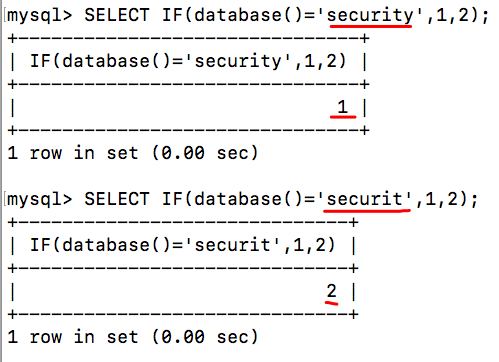 mysql> SELECT IF(database()='security',1,2);
+-------------------------------+
| IF(database()='security',1,2) |
+-------------------------------+
|                             1 |
+-------------------------------+
1 row in set (0.00 sec)
mysql> SELECT IF(database()='securit',1,2);
+------------------------------+
| IF(database()='securit',1,2) |
+------------------------------+
|                            2 |
+------------------------------+
1 row in set (0.00 sec)